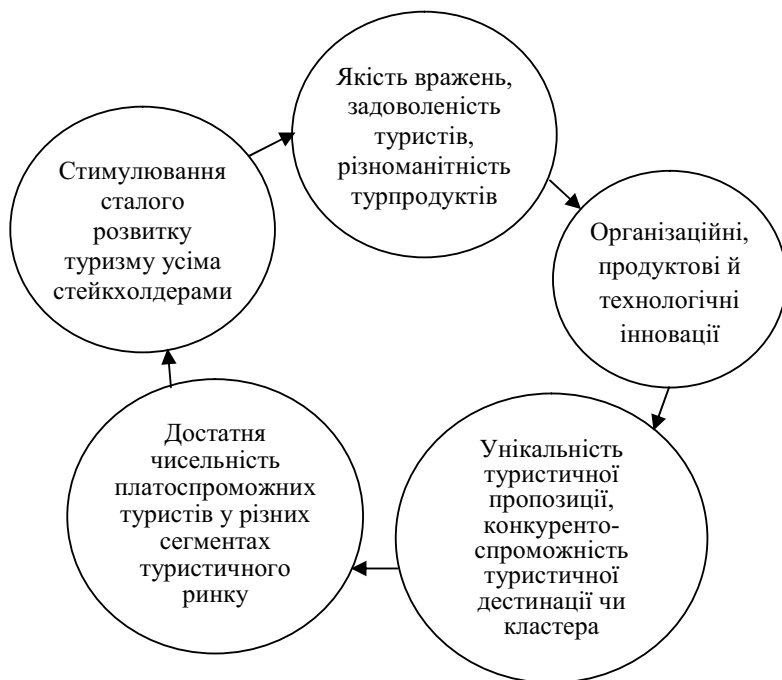 Якість вражень,
задоволеність
туристів,
різноманітність
турпродуктів
Організаційні,
продуктові й
технологічні
інновації
Унікальність
туристичної
пропозиції,
конкуренто-
спроможність
туристичної
дестинації чи
кластера
Достатня
чисельність
платоспроможних
туристів у різних
сегментах
туристичного
ринку
Стимулювання
сталого
розвитку
туризму усіма
стейкхолдерами